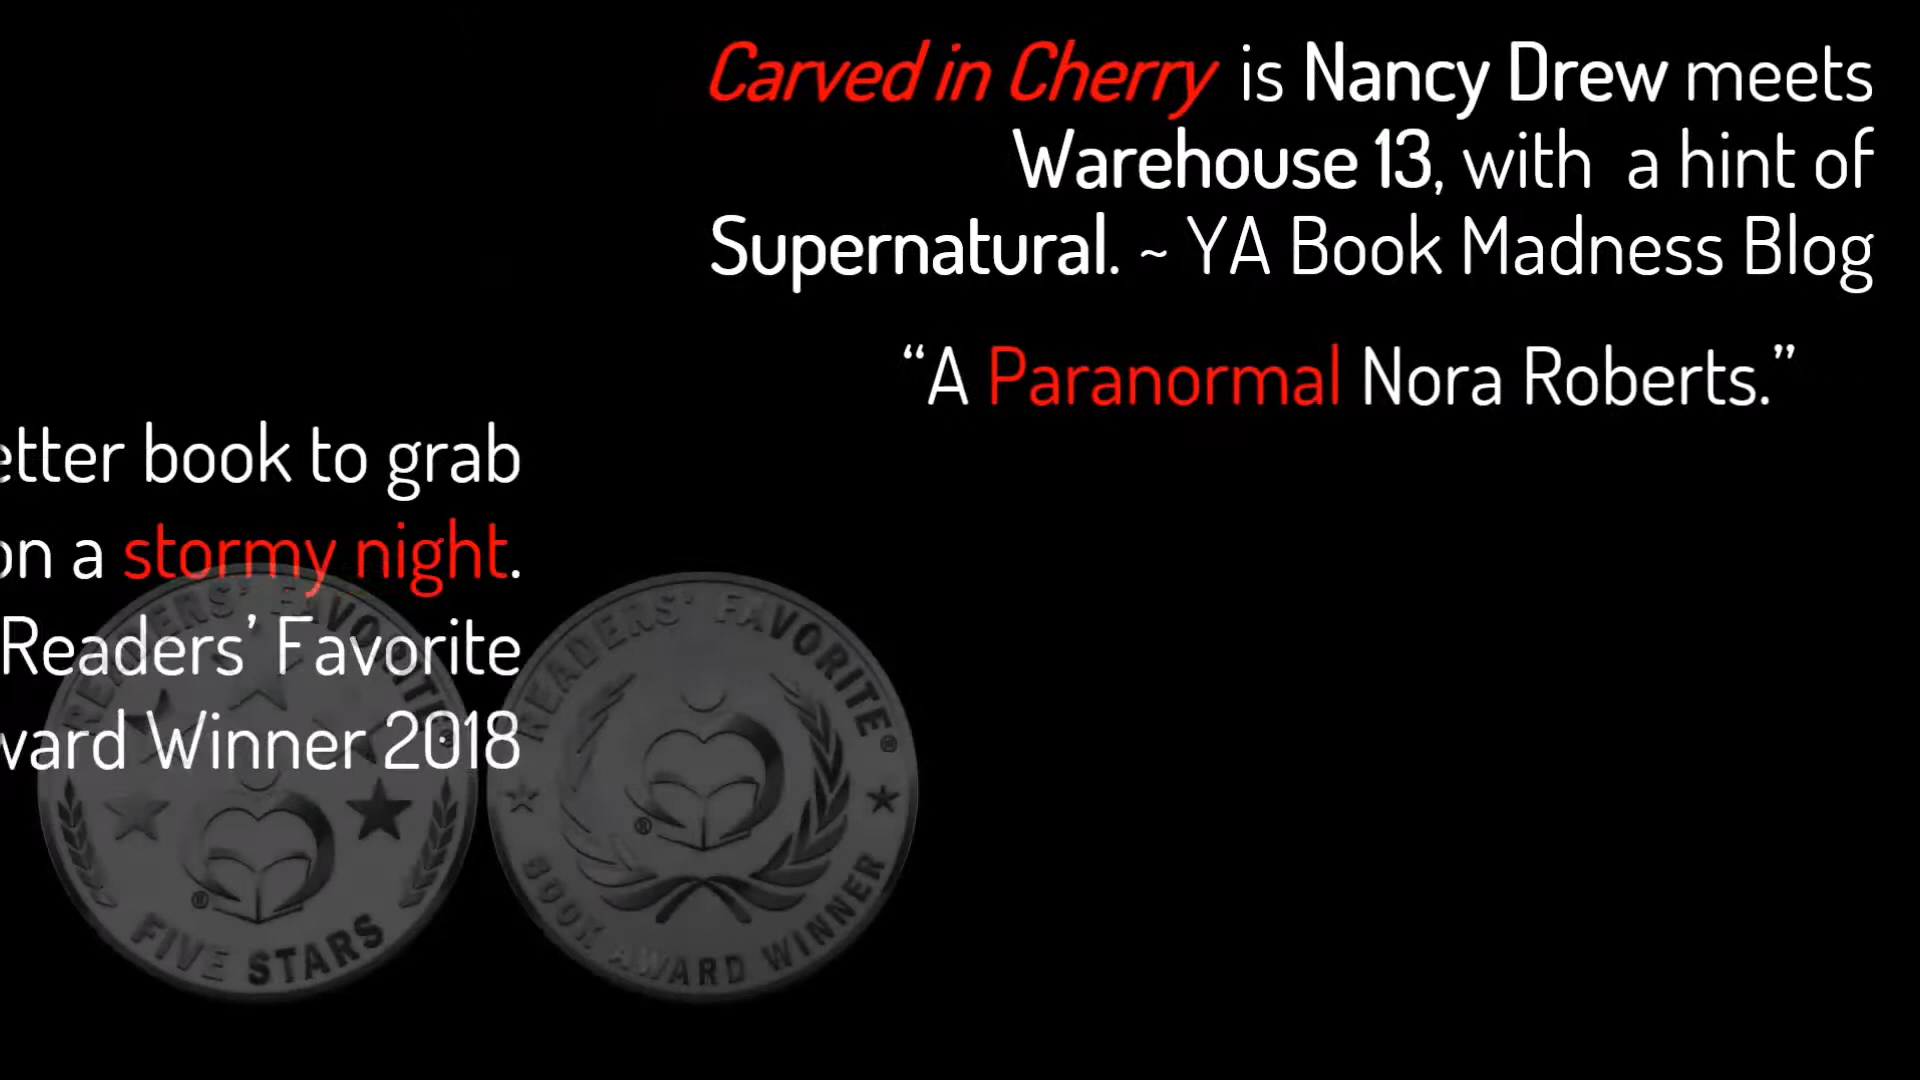 Carved in Cherry is Nancy Drew meets
Warehouse 13, with a hint of
Supernatural. ~ YA Book Madness Blog
“A Paranormal Nora Roberts.”
etter book to grab
on a stormy night.
Readers’ Favorite
ward Winner 2018
READERS’ FAVORITE
FIVE STARS
READERS’ FAVORITE®
BOOK AWARD WINNER